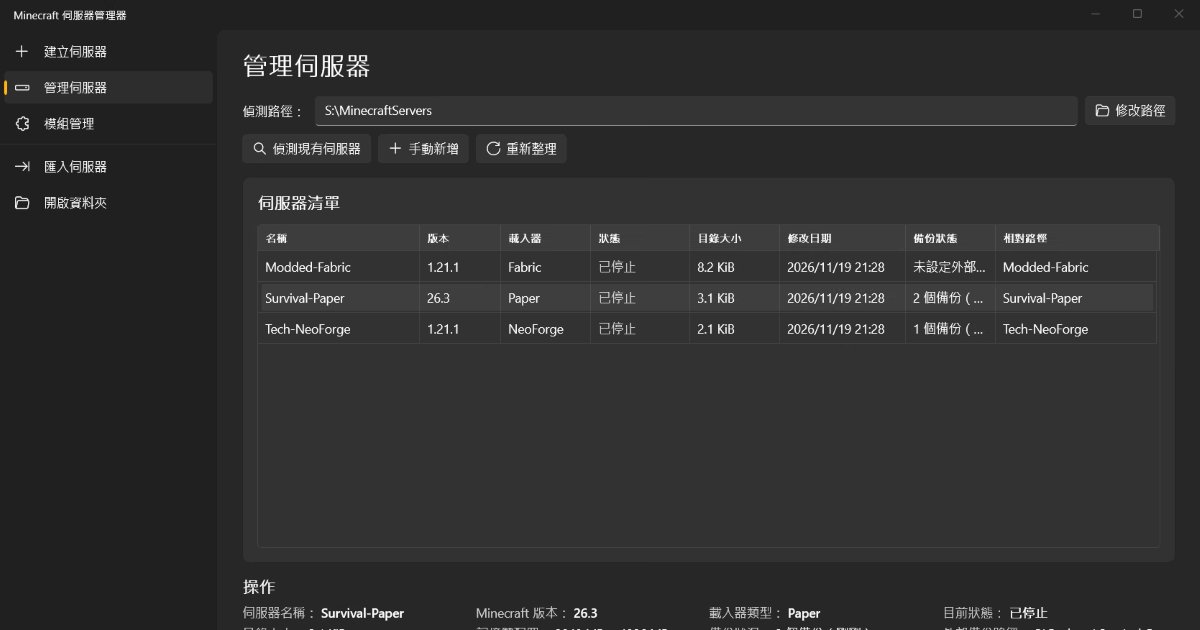 Minecraft 伺服器管理器
建立伺服器
管理伺服器
模組管理
匯入伺服器
開啟資料夾
管理伺服器
偵測路徑： S:\MinecraftServers 修改路徑
偵測現有伺服器 手動新增 重新整理
伺服器清單
名稱 版本 載入器 狀態 目錄大小 修改日期 備份狀態 相對路徑
Modded-Fabric 1.21.1 Fabric 已停止 8.2 KiB 2026/11/19 21:28 未設定外部... Modded-Fabric
Survival-Paper 26.3 Paper 已停止 3.1 KiB 2026/11/19 21:28 2 個備份 ( ... Survival-Paper
Tech-NeoForge 1.21.1 NeoForge 已停止 2.1 KiB 2026/11/19 21:28 1 個備份 ( ... Tech-NeoForge
操作
伺服器名稱： Survival-Paper Minecraft 版本： 26.3 載入器類型： Paper 目前狀態： 已停止